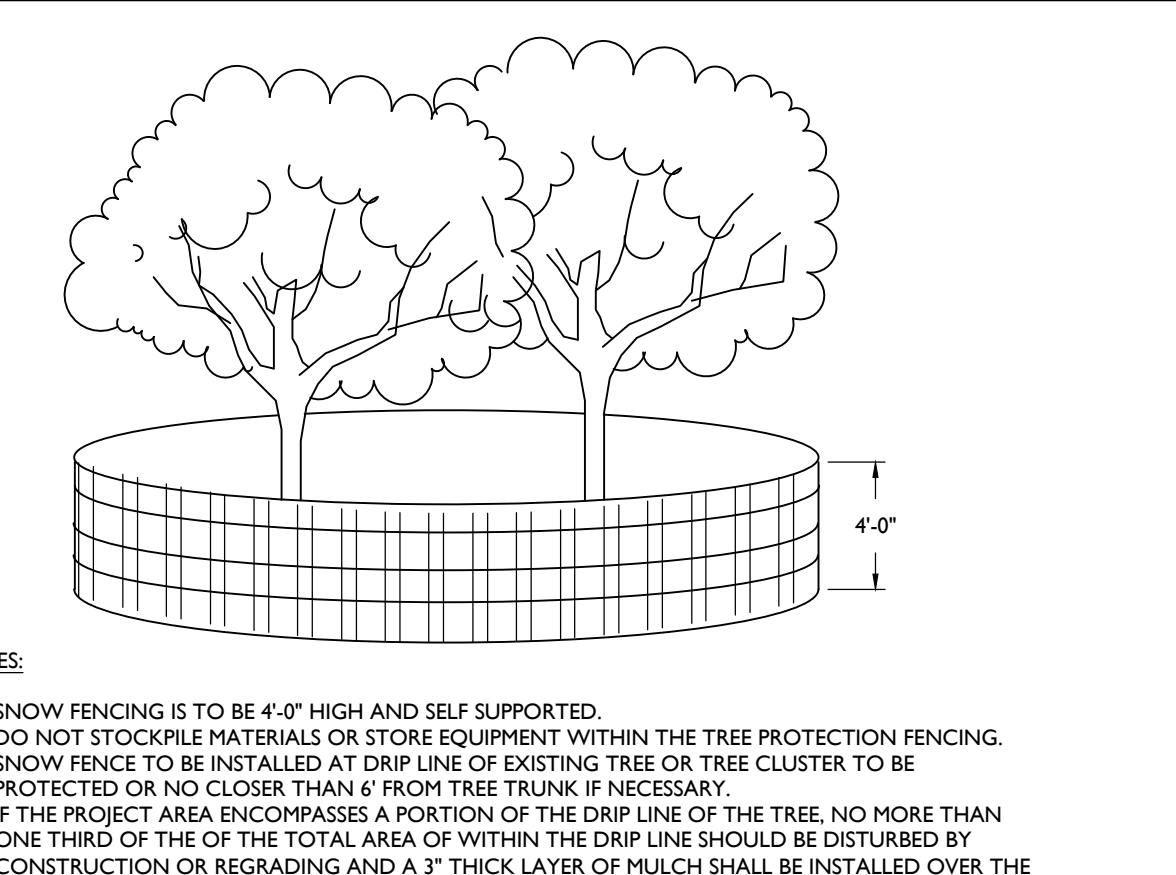 4'-0"
ES:
SNOW FENCING IS TO BE 4'-0" HIGH AND SELF SUPPORTED.
DO NOT STOCKPILE MATERIALS OR STORE EQUIPMENT WITHIN THE TREE PROTECTION FENCING.
SNOW FENCE TO BE INSTALLED AT DRIP LINE OF EXISTING TREE OR TREE CLUSTER TO BE
PROTECTED OR NO CLOSER THAN 6' FROM TREE TRUNK IF NECESSARY.
IF THE PROJECT AREA ENCOMPASSES A PORTION OF THE DRIP LINE OF THE TREE, NO MORE THAN
ONE THIRD OF THE OF THE TOTAL AREA OF WITHIN THE DRIP LINE SHOULD BE DISTURBED BY
CONSTRUCTION OR REGRADING AND A 3" THICK LAYER OF MULCH SHALL BE INSTALLED OVER THE